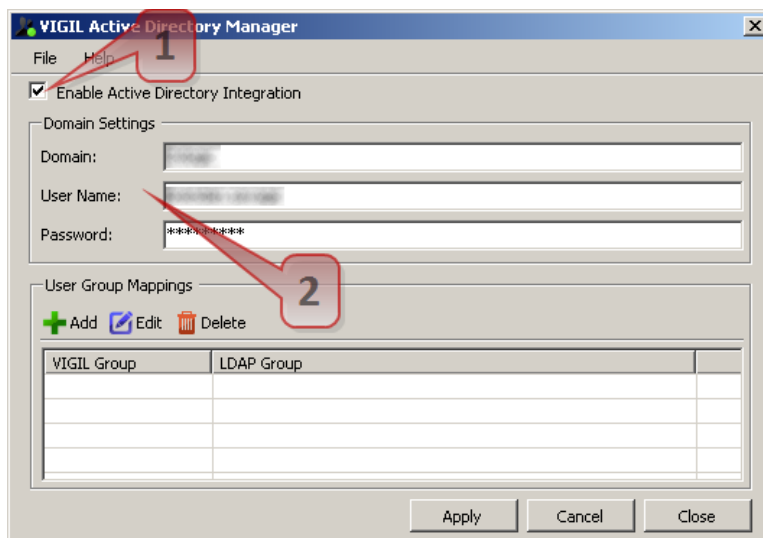 VIGIL Active Directory Manager
File Help 1
Enable Active Directory Integration
Domain Settings
Domain:
User Name:
Password: *********
2
User Group Mappings
Add Edit Delete
VIGIL Group LDAP Group
Apply Cancel Close